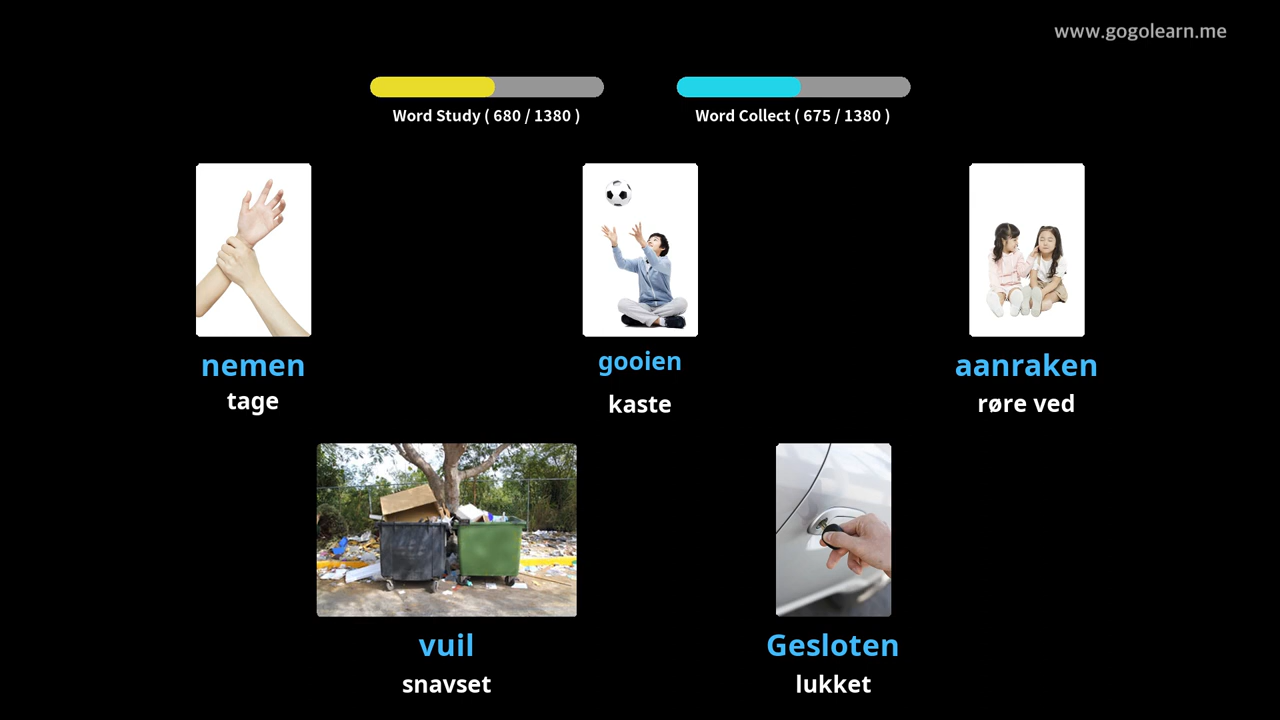 www.gogolearn.me
Word Study ( 680 / 1380 )
Word Collect ( 675 / 1380 )
nemen
tage
gooien
kaste
aanraken
røre ved
vuil
snavset
Gesloten
lukket